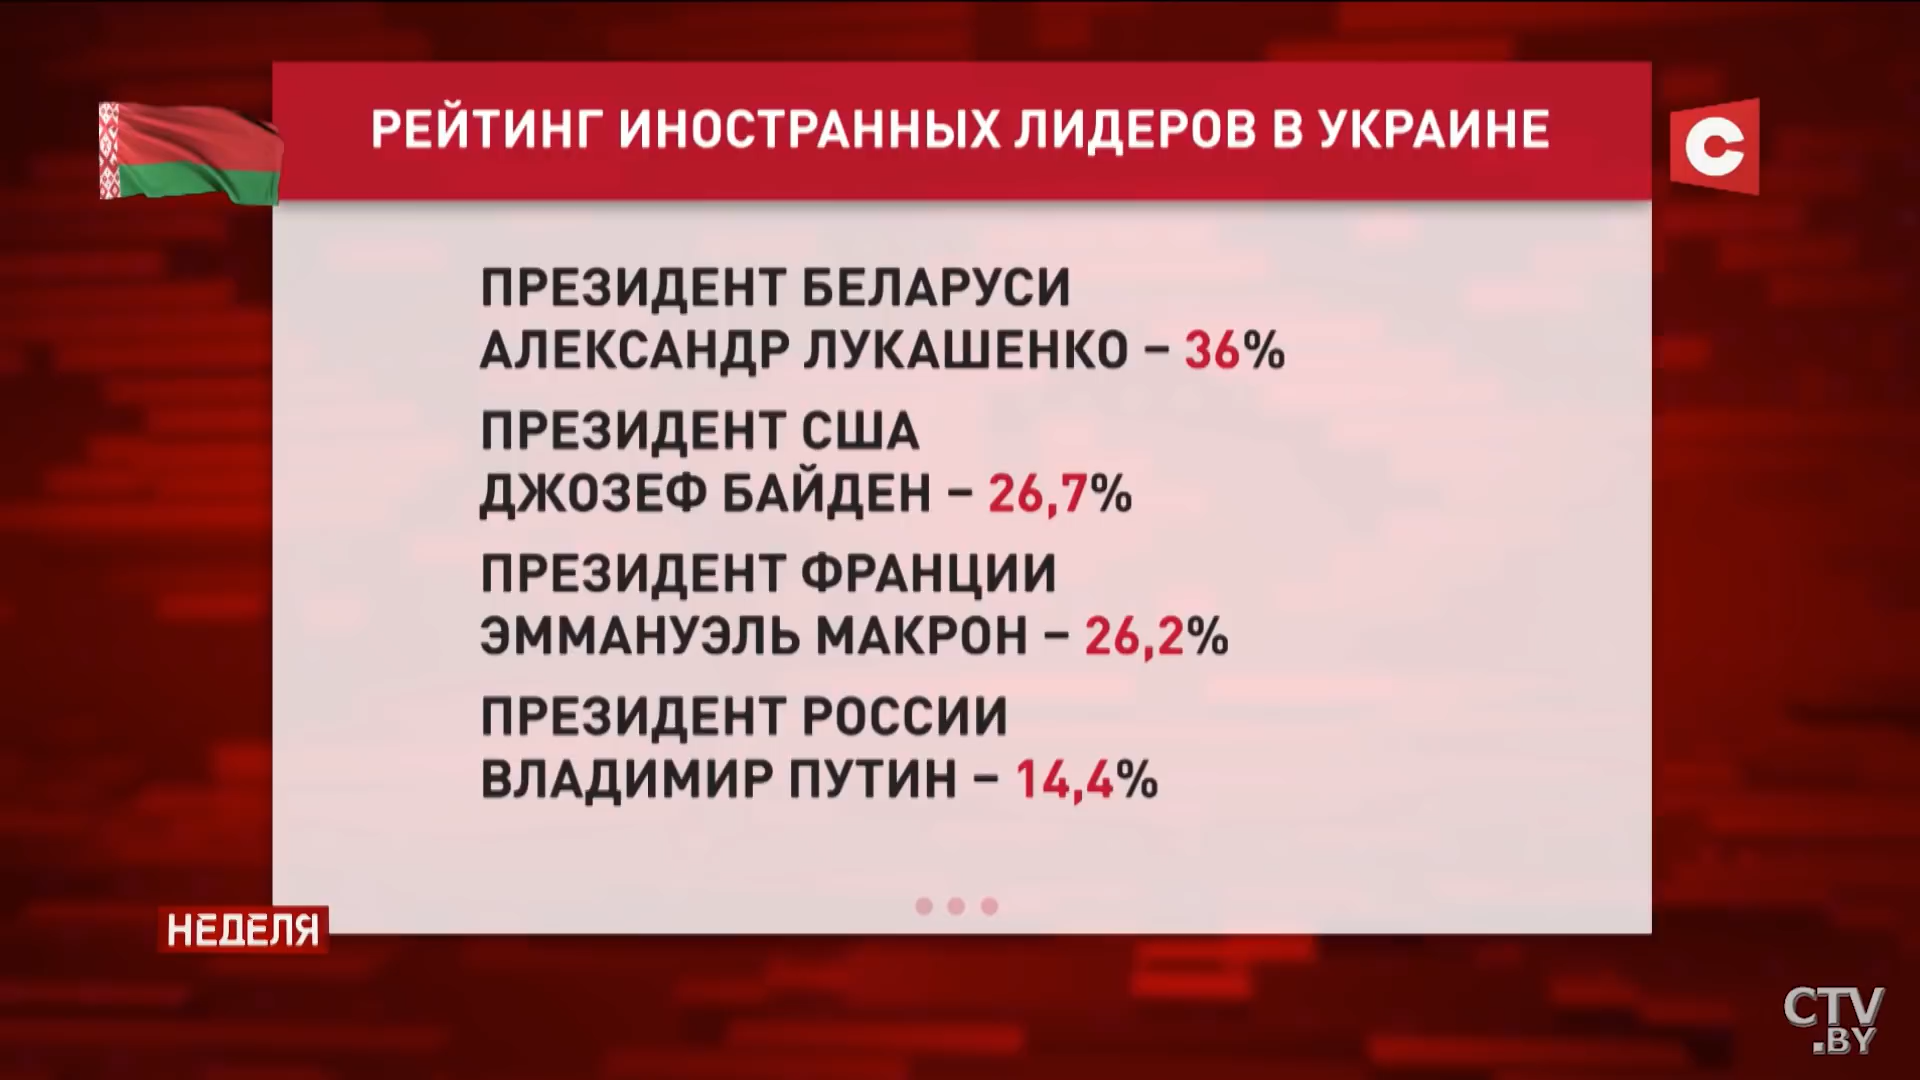 РЕЙТИНГ ИНОСТРАННЫХ ЛИДЕРОВ В УКРАИНЕ
C
ПРЕЗИДЕНТ БЕЛАРУСИ
АЛЕКСАНДР ЛУКАШЕНКО – 36%
ПРЕЗИДЕНТ США
ДЖОЗЕФ БАЙДЕН – 26,7%
ПРЕЗИДЕНТ ФРАНЦИИ
ЭММАНУЭЛЬ МАКРОН – 26,2%
ПРЕЗИДЕНТ РОССИИ
ВЛАДИМИР ПУТИН – 14,4%
НЕДЕЛЯ
CTV
.BY